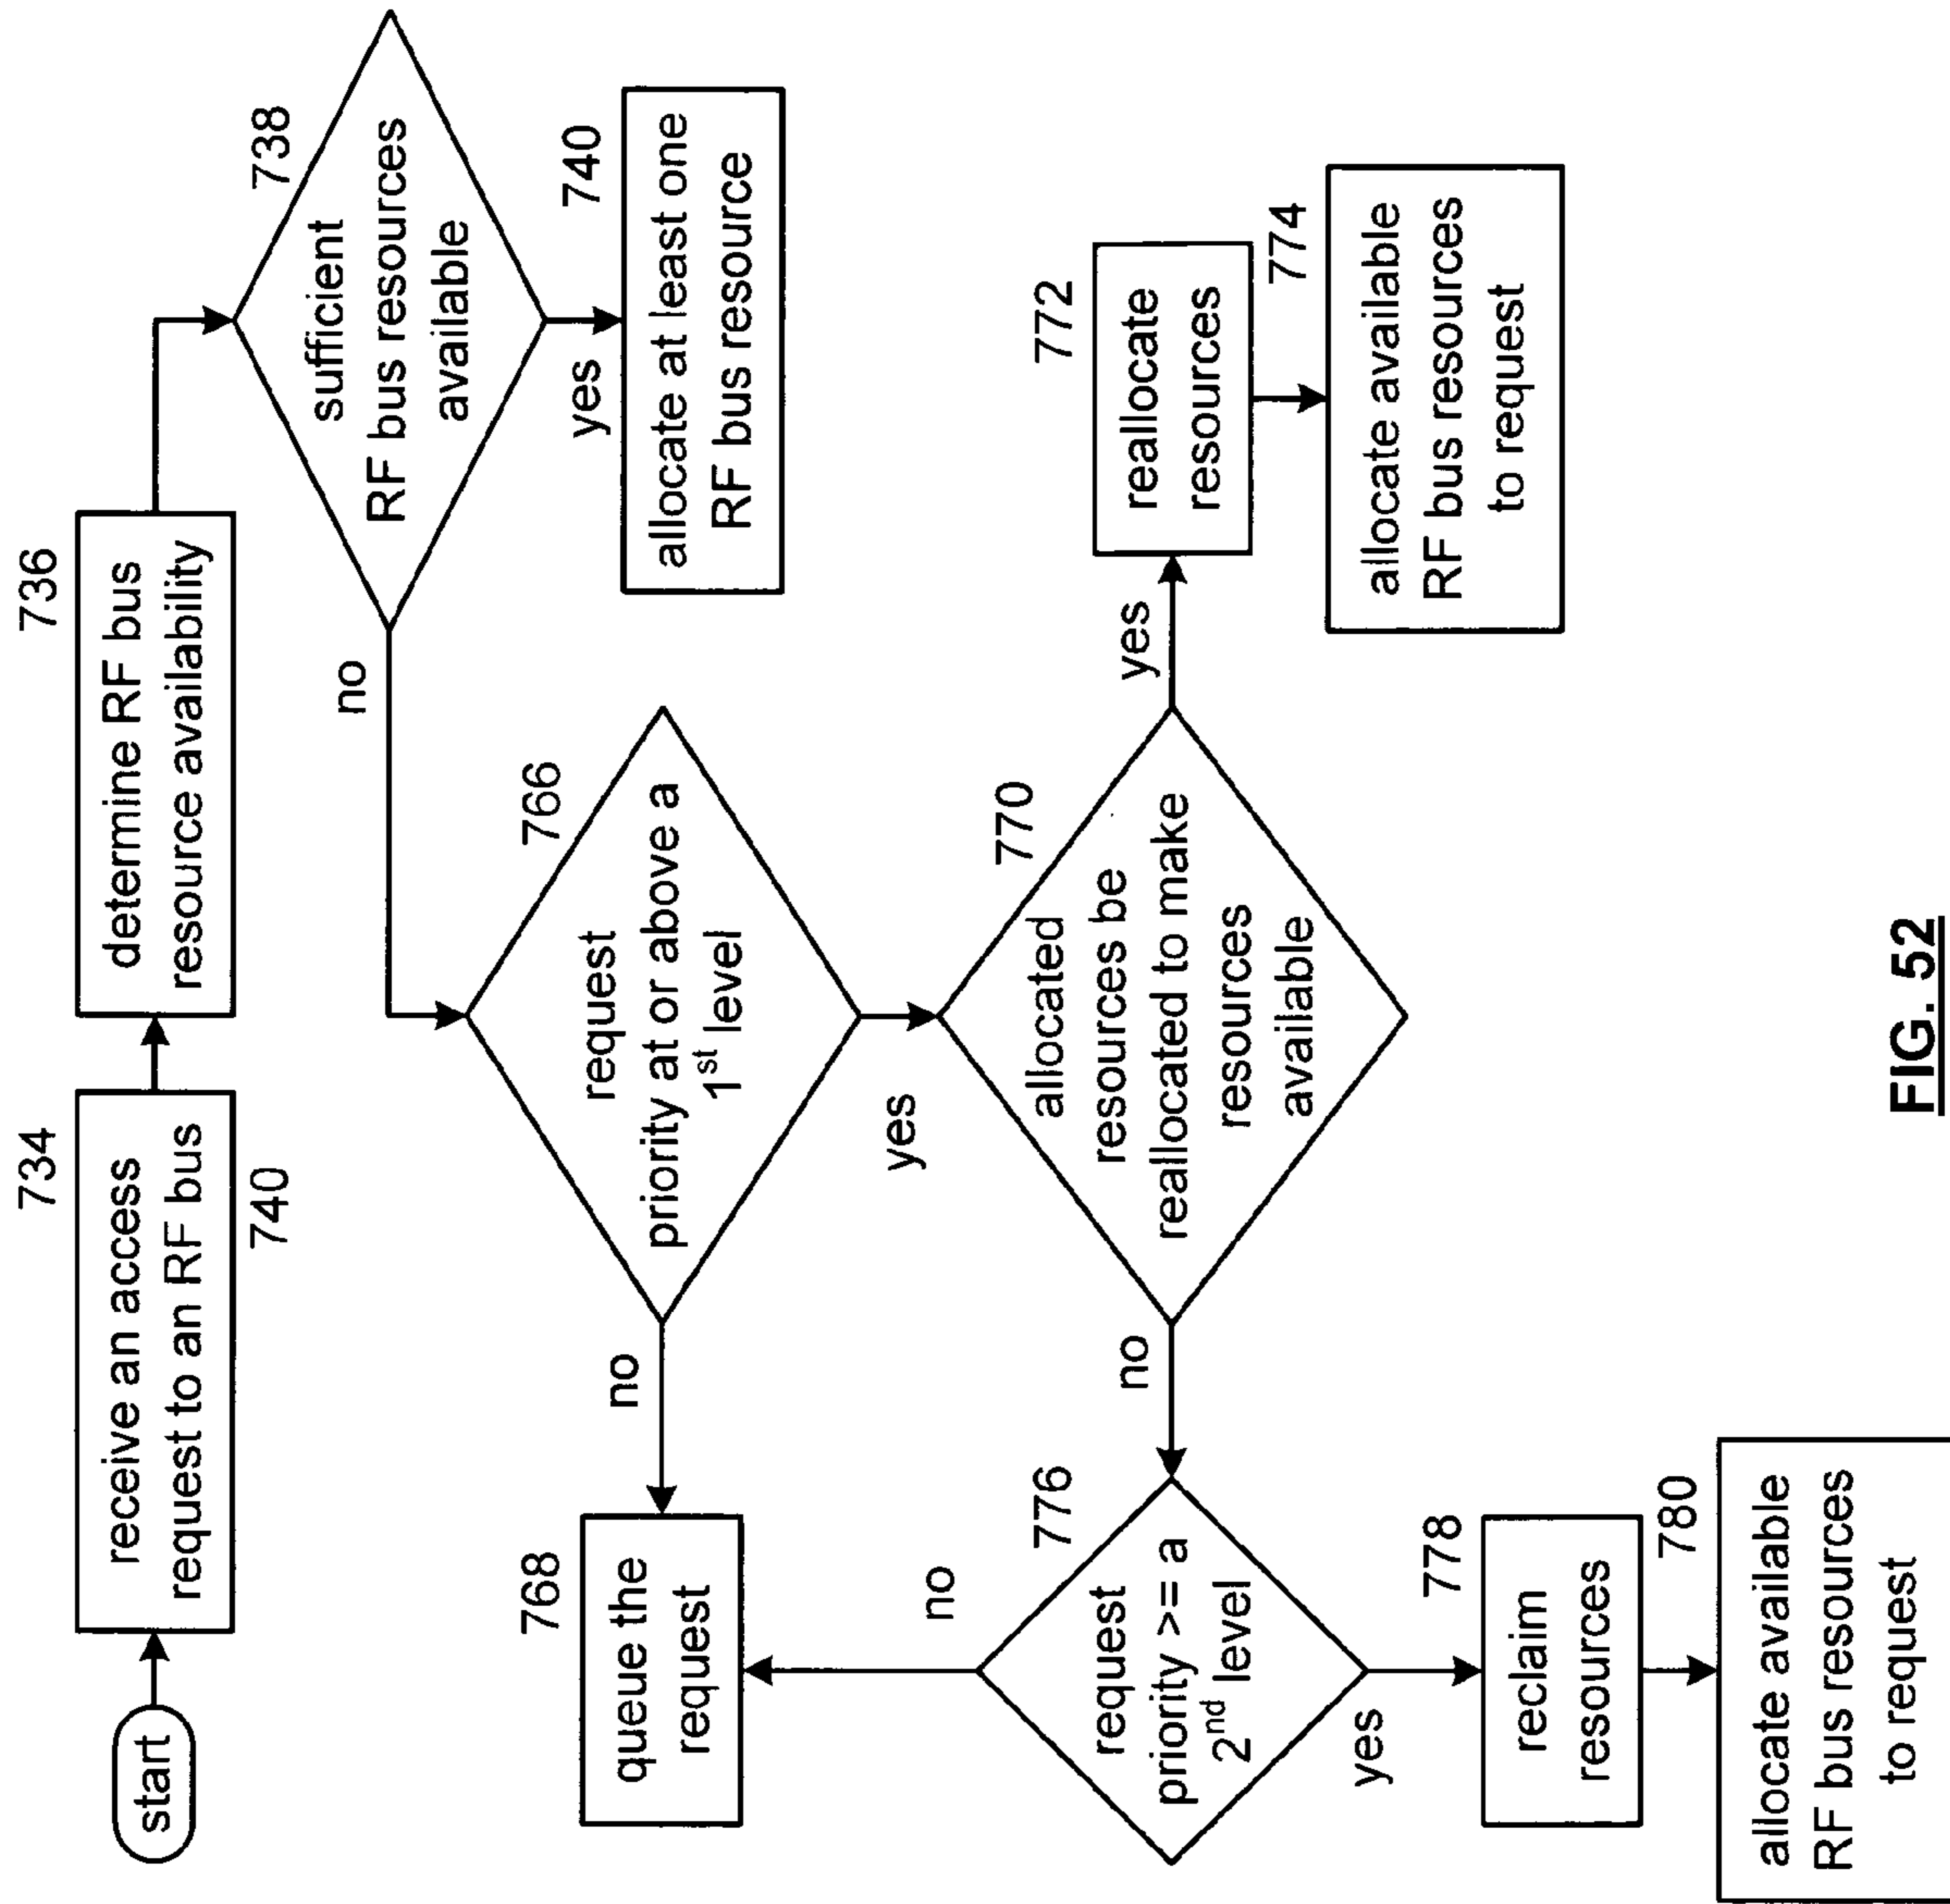 start
734
receive an access
request to an RF bus
740
736
determine RF bus
resource availability
738
sufficient
RF bus resources
available
no
yes
740
allocate at least one
RF bus resource
766
request
priority at or above a
1st level
no
yes
768
queue the
request
770
allocated
resources be
reallocated to make
resources
available
yes
no
772
reallocate
resources
774
allocate available
RF bus resources
to request
776
request
priority >= a
2nd level
no
yes
778
reclaim
resources
780
allocate available
RF bus resources
to request
FIG. 52